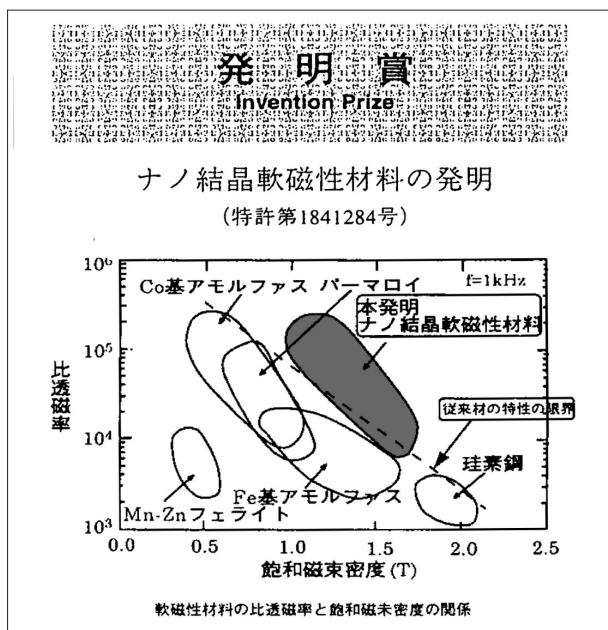 発明賞
Invention Prize
ナノ結晶軟磁性材料の発明
(特許第1841284号)
10⁶
Co基アモルファス パーマロイ
f=1kHz
本発明
ナノ結晶軟磁性材料
10⁵
比透磁率
従来材の特性の限界
10⁴
珪素鋼
Fe基アモルファス
Mn-Znフェライト
10³
0.0 0.5 1.0 1.5 2.0 2.5
飽和磁束密度(T)
軟磁性材料の比透磁率と飽和磁未密度の関係